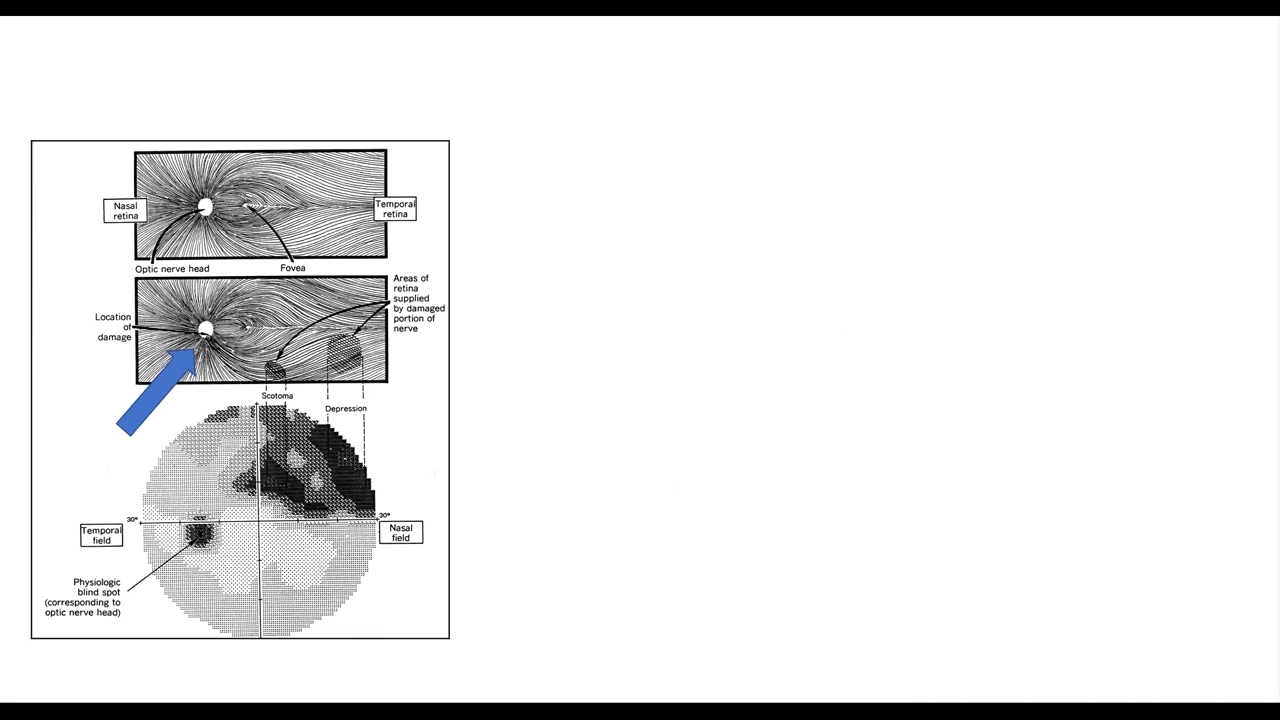 Nasal
retina
Temporal
retina
Optic nerve head
Fovea
Areas of
retina
supplied
by damaged
portion of
nerve
Location
of
damage
Scotoma
Depression
30°
30°
Temporal
field
Nasal
field
Physiologic
blind spot
(corresponding to
optic nerve head)